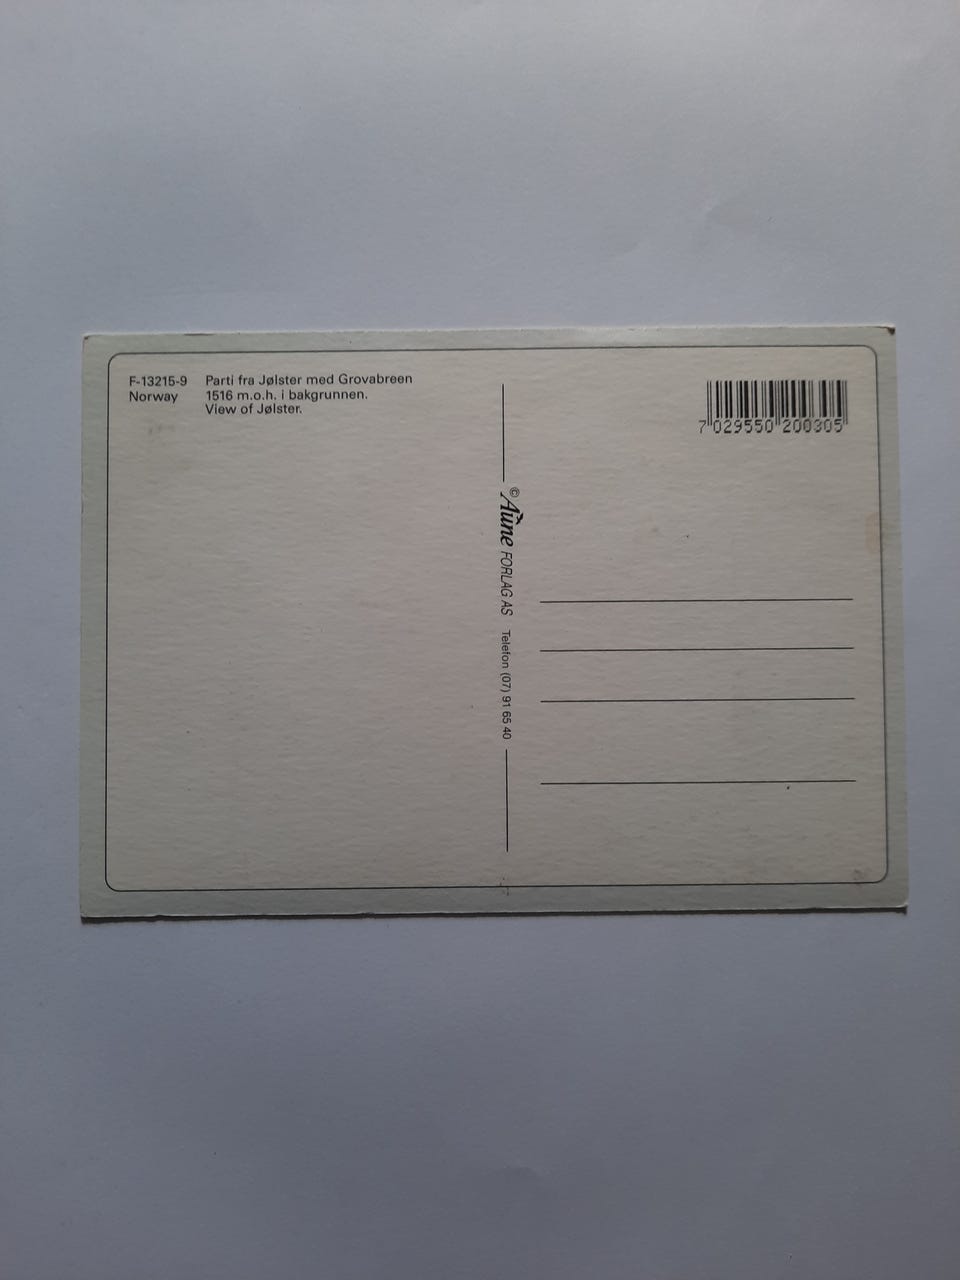 F-13215-9 Parti fra Jølster med Grovabreen
Norway 1516 m.o.h. i bakgrunnen.
View of Jølster.
7 029550 200305
© Aune FORLAG AS Telefon (07) 91 65 40